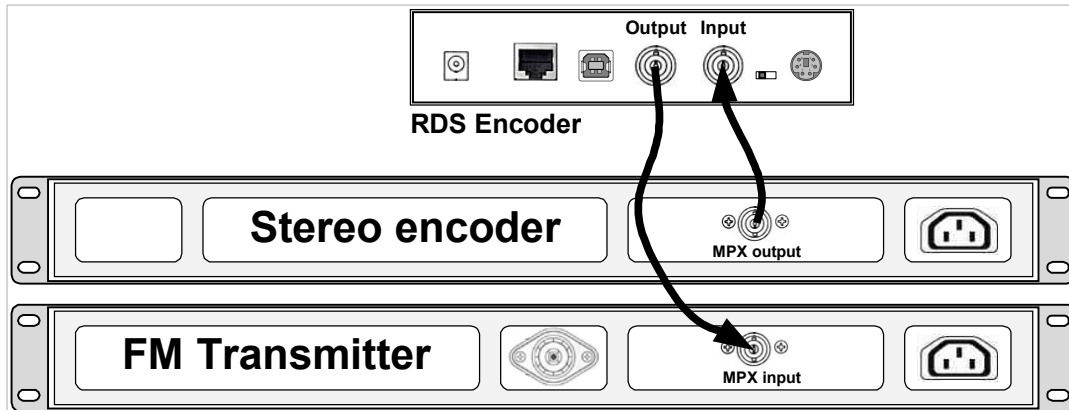 Output Input
RDS Encoder
Stereo encoder
MPX output
FM Transmitter
MPX input